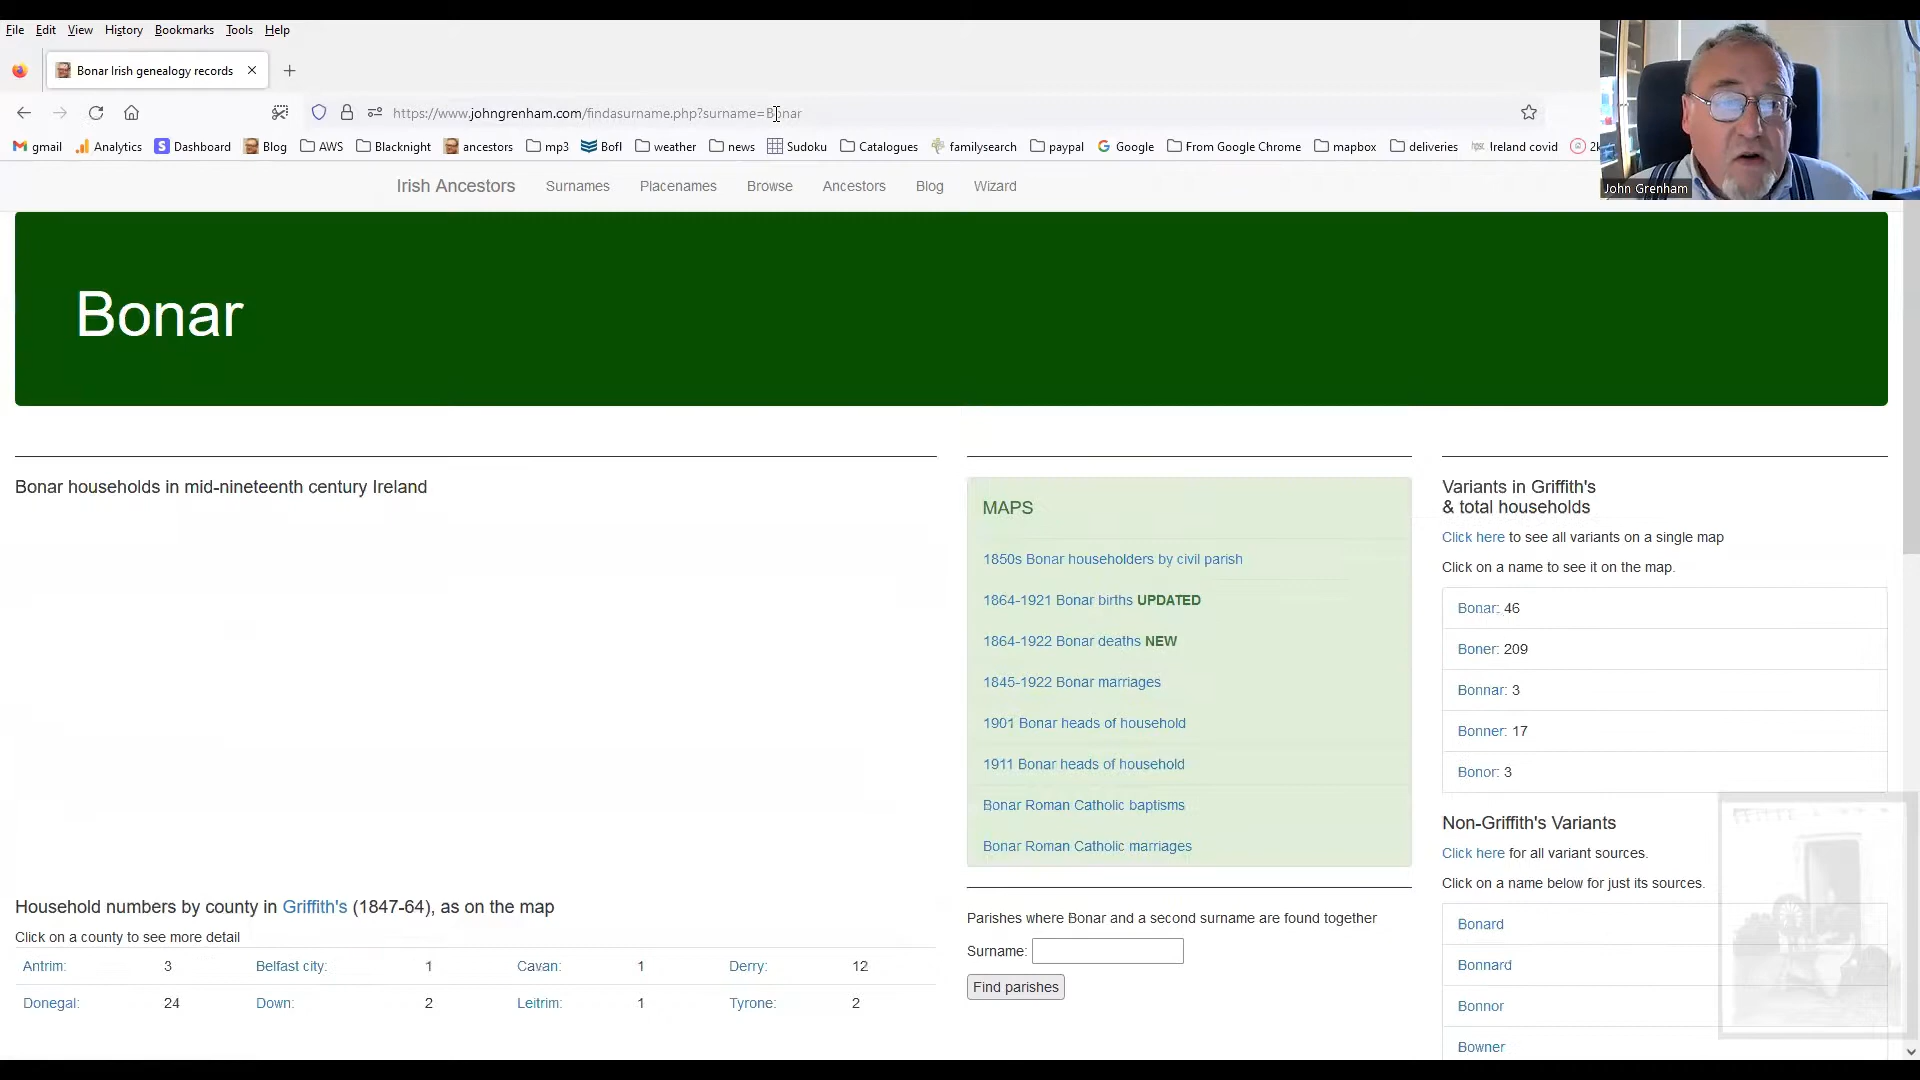 File Edit View History Bookmarks Tools Help
Bonar Irish genealogy records
https://www.johngrenham.com/findasurname.php?surname=Bonar
gmail Analytics Dashboard Blog AWS Blacknight ancestors mp3 BofI weather news Sudoku Catalogues familysearch paypal Google From Google Chrome mapbox deliveries Ireland covid
John Grenham
Irish Ancestors Surnames Placenames Browse Ancestors Blog Wizard
Bonar
Bonar households in mid-nineteenth century Ireland
Household numbers by county in Griffith's (1847-64), as on the map
Click on a county to see more detail
Antrim: 3 Belfast city: 1 Cavan: 1 Derry: 12
Donegal: 24 Down: 2 Leitrim: 1 Tyrone: 2
MAPS
1850s Bonar householders by civil parish
1864-1921 Bonar births UPDATED
1864-1922 Bonar deaths NEW
1845-1922 Bonar marriages
1901 Bonar heads of household
1911 Bonar heads of household
Bonar Roman Catholic baptisms
Bonar Roman Catholic marriages
Parishes where Bonar and a second surname are found together
Surname:
Find parishes
Variants in Griffith's
& total households
Click here to see all variants on a single map
Click on a name to see it on the map.
Bonar: 46
Boner: 209
Bonnar: 3
Bonner: 17
Bonor: 3
Non-Griffith's Variants
Click here for all variant sources.
Click on a name below for just its sources.
Bonard
Bonnard
Bonnor
Bowner